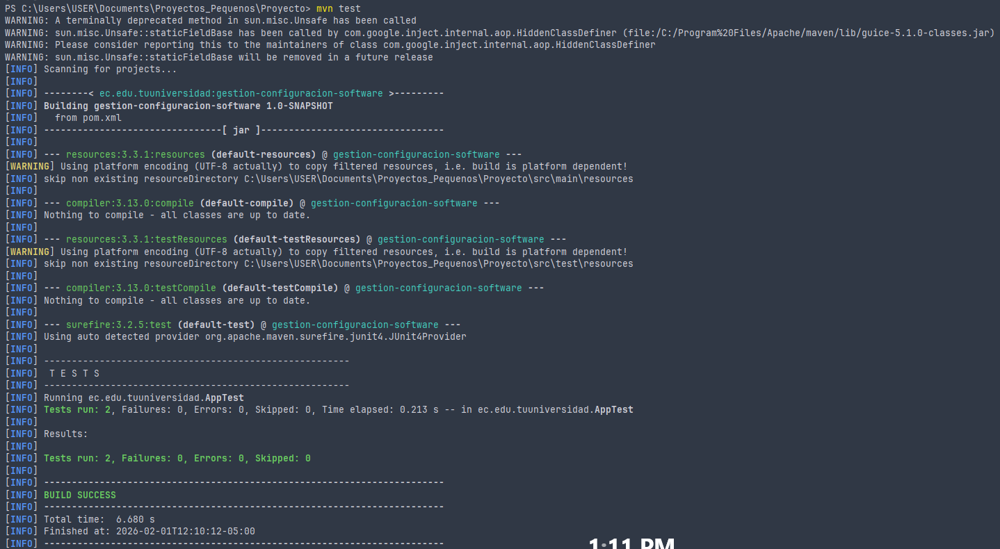 PS C:\Users\USER\Documents\Proyectos_Pequenos\Proyecto> mvn test
WARNING: A terminally deprecated method in sun.misc.Unsafe has been called
WARNING: sun.misc.Unsafe::staticFieldBase has been called by com.google.inject.internal.aop.HiddenClassDefiner (file:/C:/Program%20Files/Apache/maven/lib/guice-5.1.0-classes.jar)
WARNING: Please consider reporting this to the maintainers of class com.google.inject.internal.aop.HiddenClassDefiner
WARNING: sun.misc.Unsafe::staticFieldBase will be removed in a future release
[INFO] Scanning for projects...
[INFO]
[INFO] --------< ec.edu.tuuniversidad:gestion-configuracion-software >---------
[INFO] Building gestion-configuracion-software 1.0-SNAPSHOT
[INFO]   from pom.xml
[INFO] --------------------------------[ jar ]---------------------------------
[INFO]
[INFO] --- resources:3.3.1:resources (default-resources) @ gestion-configuracion-software ---
[WARNING] Using platform encoding (UTF-8 actually) to copy filtered resources, i.e. build is platform dependent!
[INFO] skip non existing resourceDirectory C:\Users\USER\Documents\Proyectos_Pequenos\Proyecto\src\main\resources
[INFO]
[INFO] --- compiler:3.13.0:compile (default-compile) @ gestion-configuracion-software ---
[INFO] Nothing to compile - all classes are up to date.
[INFO]
[INFO] --- resources:3.3.1:testResources (default-testResources) @ gestion-configuracion-software ---
[WARNING] Using platform encoding (UTF-8 actually) to copy filtered resources, i.e. build is platform dependent!
[INFO] skip non existing resourceDirectory C:\Users\USER\Documents\Proyectos_Pequenos\Proyecto\src\test\resources
[INFO]
[INFO] --- compiler:3.13.0:testCompile (default-testCompile) @ gestion-configuracion-software ---
[INFO] Nothing to compile - all classes are up to date.
[INFO]
[INFO] --- surefire:3.2.5:test (default-test) @ gestion-configuracion-software ---
[INFO] Using auto detected provider org.apache.maven.surefire.junit4.JUnit4Provider
[INFO]
[INFO] -------------------------------------------------------
[INFO]  T E S T S
[INFO] -------------------------------------------------------
[INFO] Running ec.edu.tuuniversidad.AppTest
[INFO] Tests run: 2, Failures: 0, Errors: 0, Skipped: 0, Time elapsed: 0.213 s -- in ec.edu.tuuniversidad.AppTest
[INFO]
[INFO] Results:
[INFO]
[INFO] Tests run: 2, Failures: 0, Errors: 0, Skipped: 0
[INFO]
[INFO] ------------------------------------------------------------------------
[INFO] BUILD SUCCESS
[INFO] ------------------------------------------------------------------------
[INFO] Total time:  6.680 s
[INFO] Finished at: 2026-02-01T12:10:12-05:00
[INFO] ------------------------------------------------------------------------
1:11 PM